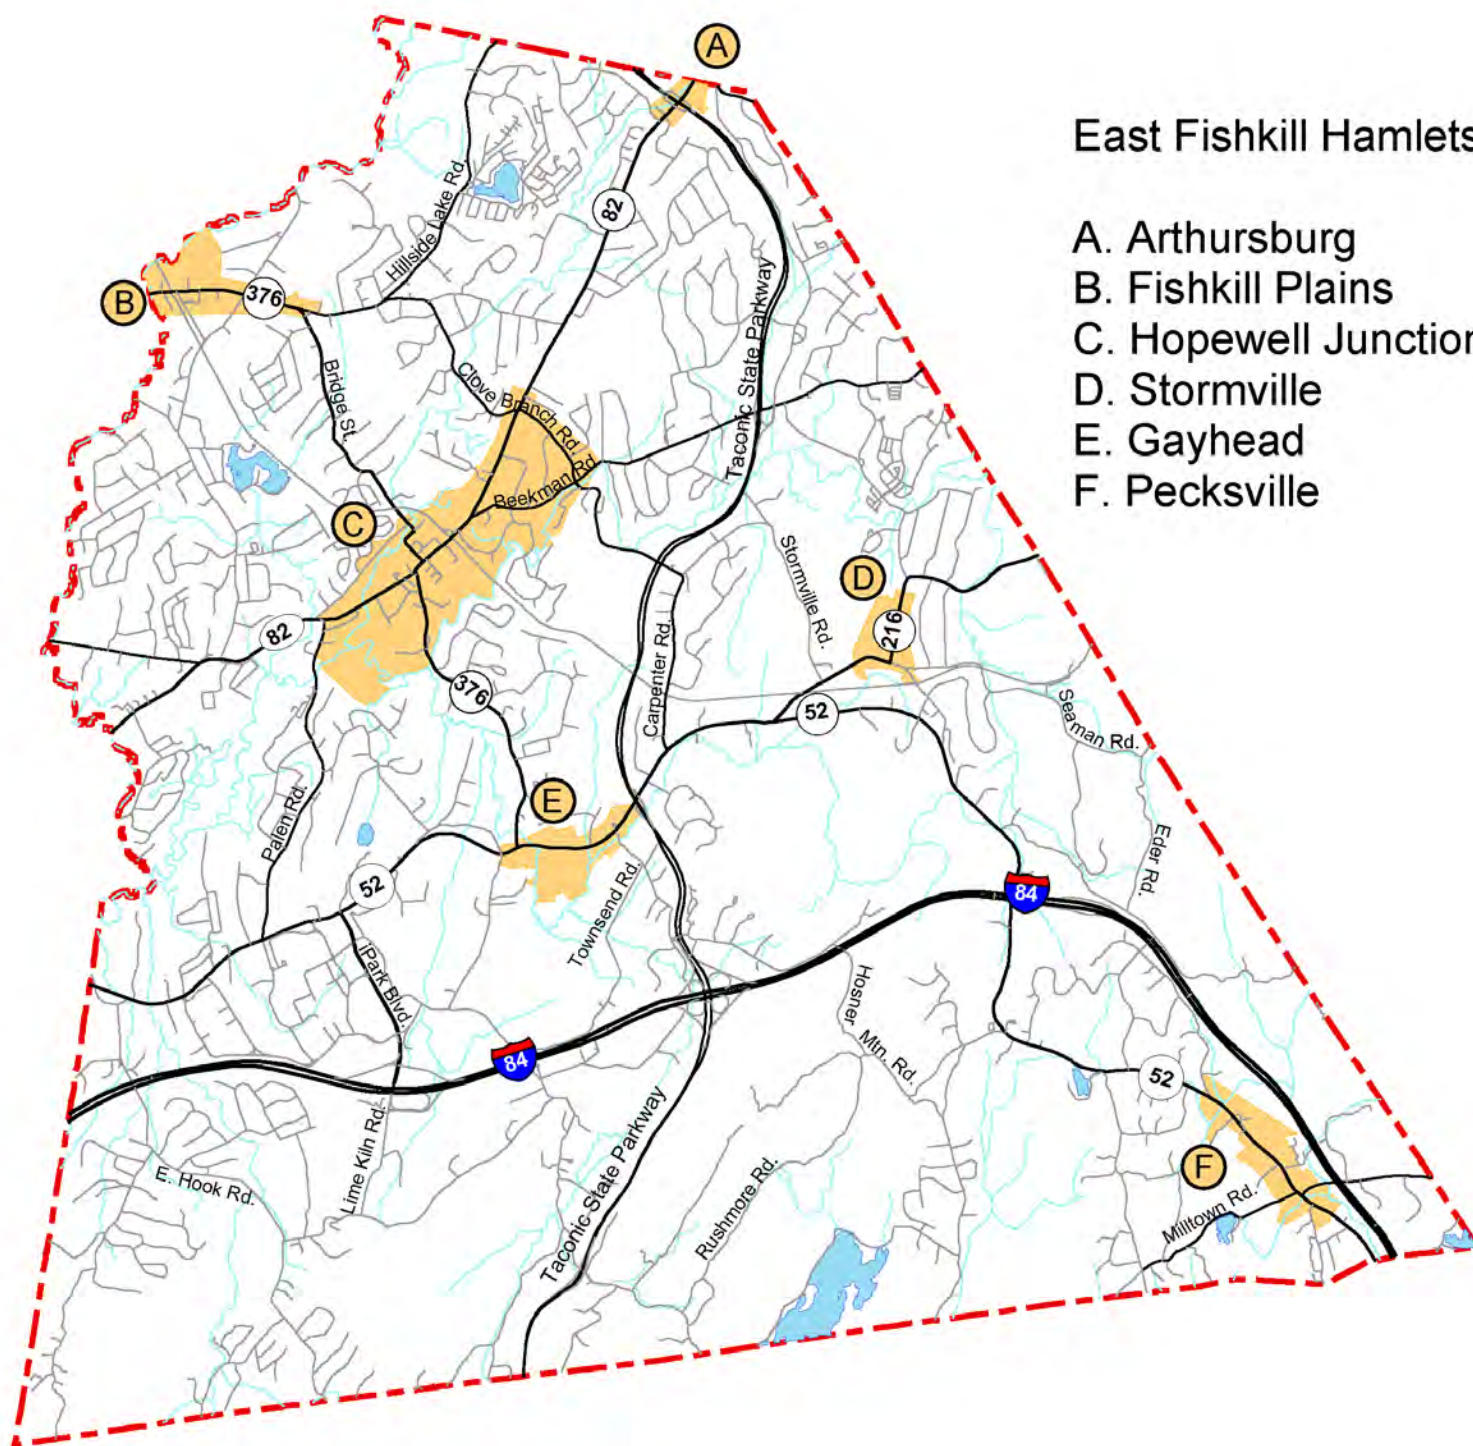 A
East Fishkill Hamlets
82
A. Arthursburg
Hillside Lake Rd.
B. Fishkill Plains
B
376
Taconic State Parkway
C. Hopewell Junction
Bridge St.
Clove Branch Rd.
D. Stormville
E. Gayhead
Beekman Rd.
F. Pecksville
C
Stormville Rd.
D
216
82
Carpenter Rd.
376
52
Seaman Rd.
E
Palen Rd.
52
Eder Rd.
84
Townsend Rd.
iPark Blvd.
Hosner Mtn. Rd.
84
52
Lime Kiln Rd.
E. Hook Rd.
Taconic State Parkway
Rushmore Rd.
F
Milltown Rd.